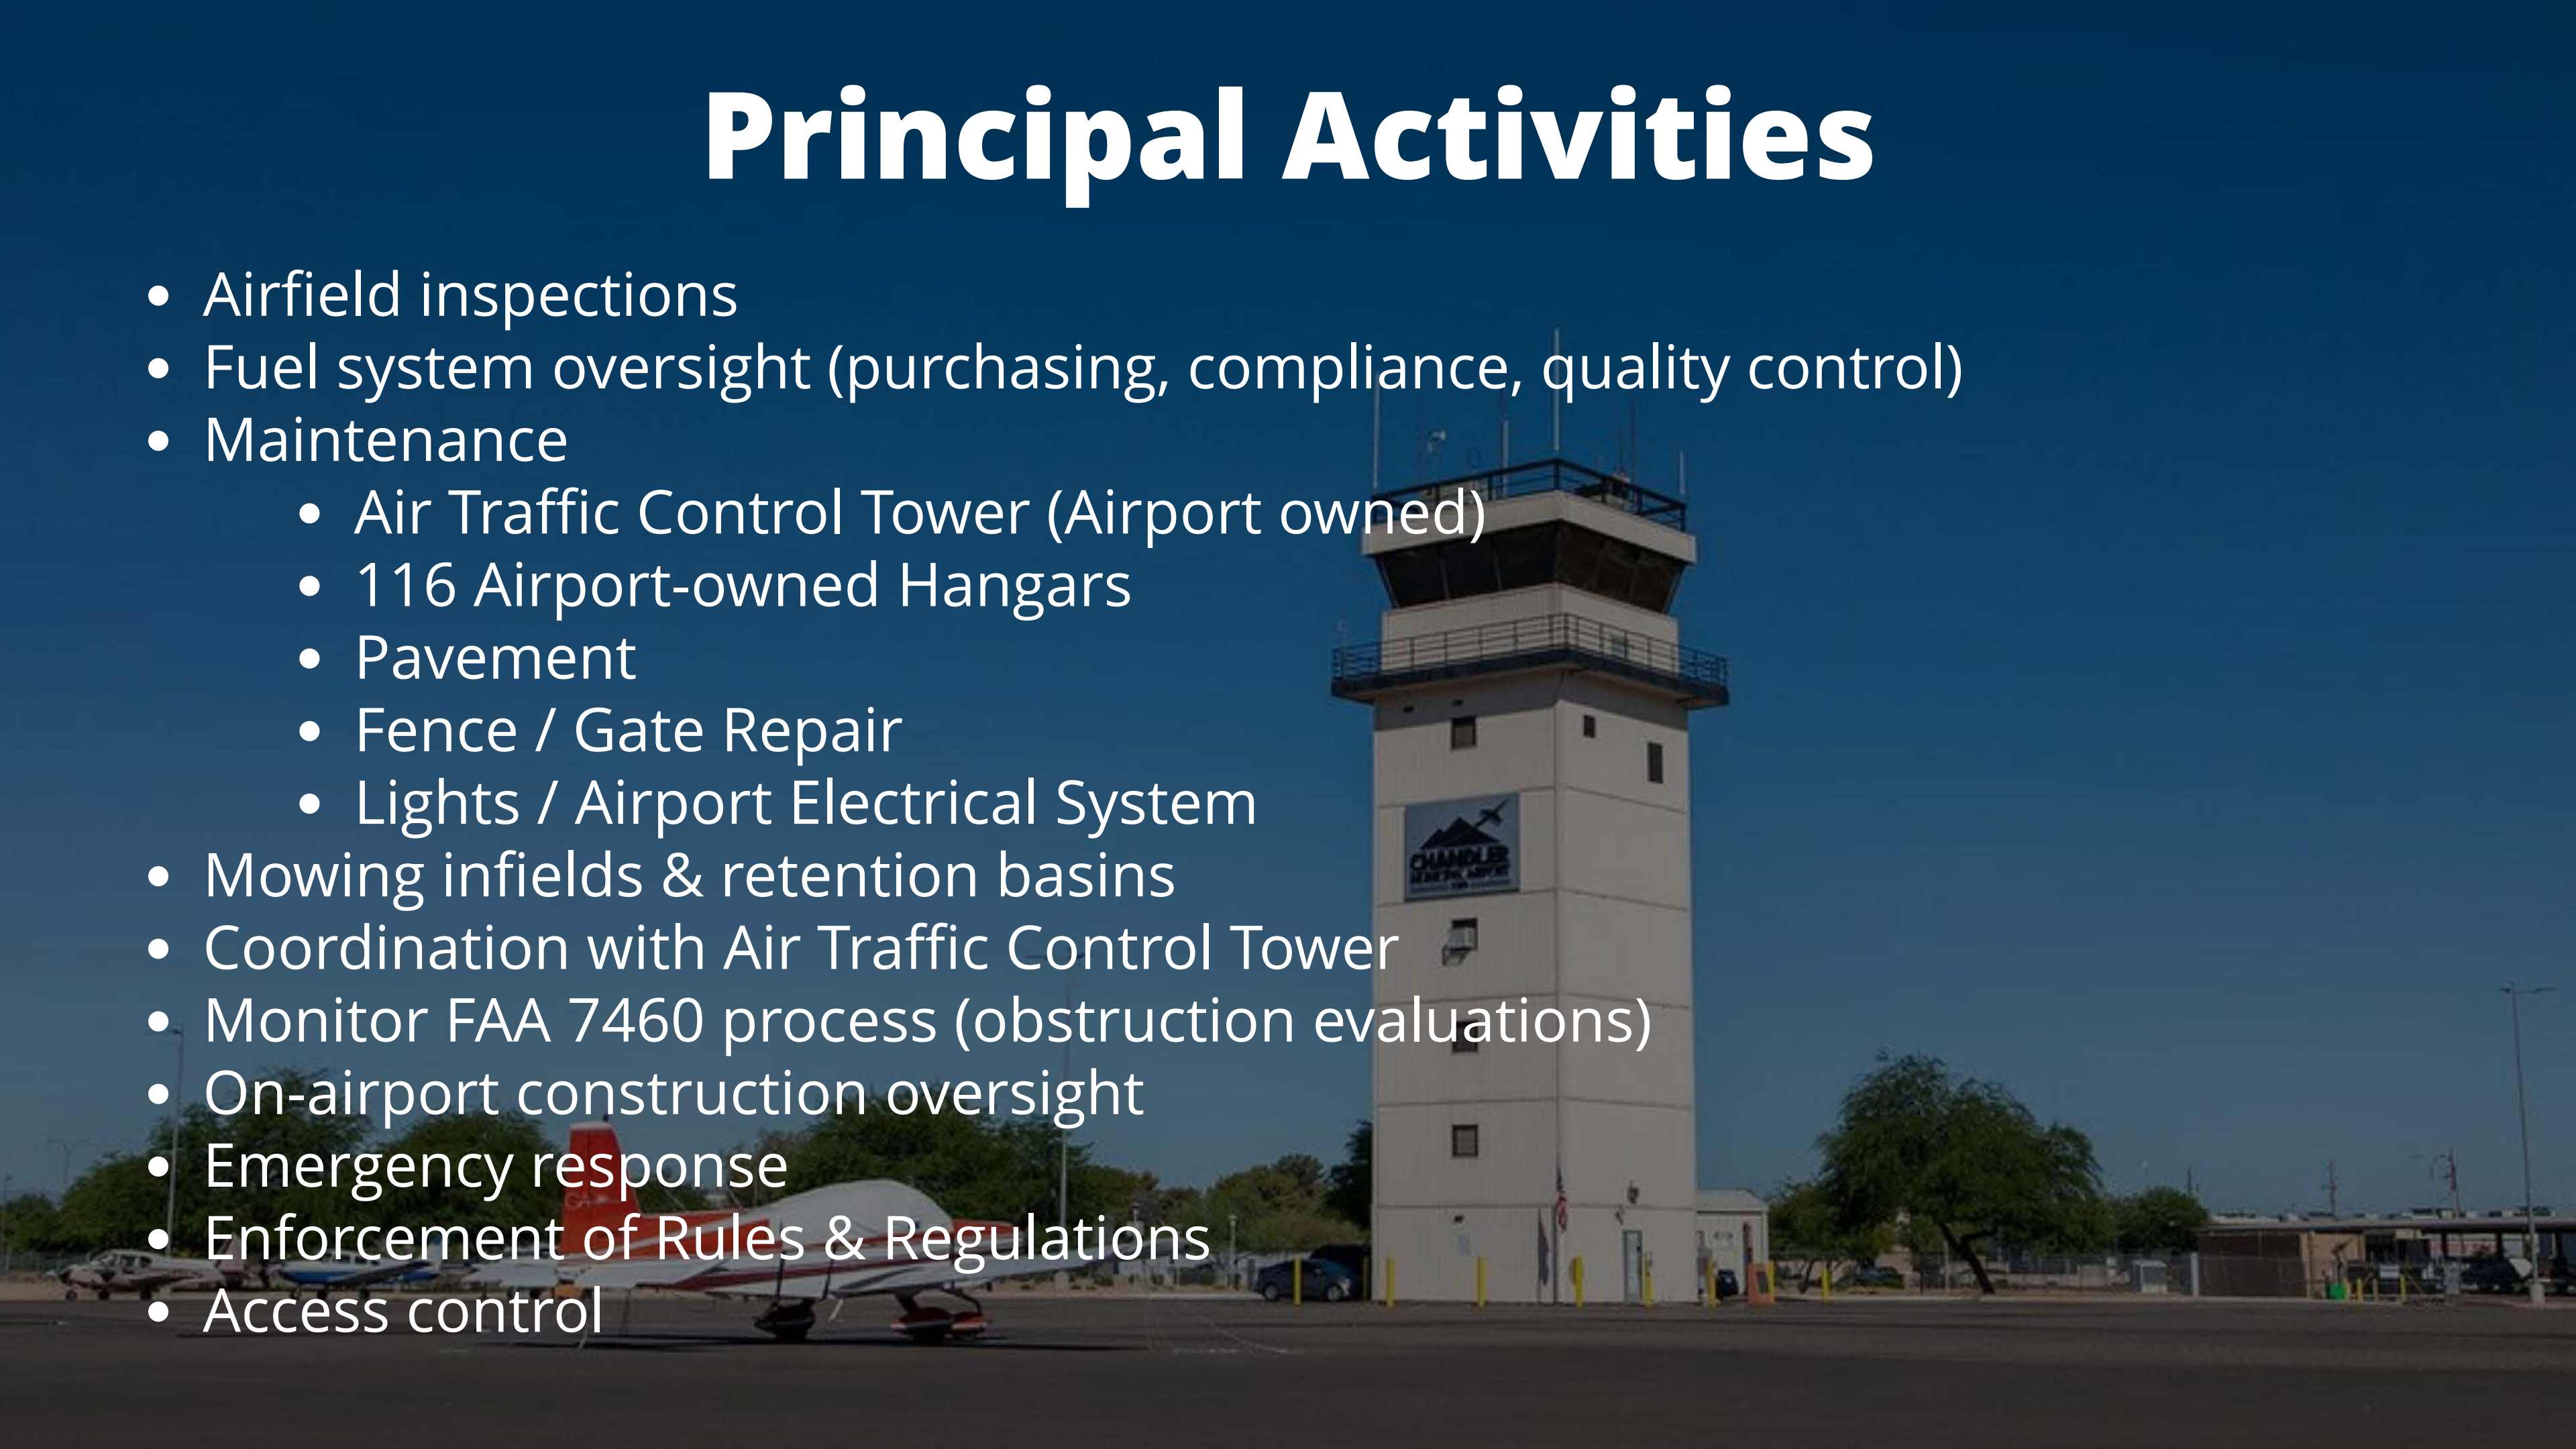 Principal Activities
• Airfield inspections
• Fuel system oversight (purchasing, compliance, quality control)
• Maintenance
• Air Traffic Control Tower (Airport owned)
• 116 Airport-owned Hangars
• Pavement
• Fence / Gate Repair
• Lights / Airport Electrical System
• Mowing infields & retention basins
• Coordination with Air Traffic Control Tower
• Monitor FAA 7460 process (obstruction evaluations)
• On-airport construction oversight
• Emergency response
• Enforcement of Rules & Regulations
• Access control
CHANDLER
MUNICIPAL AIRPORT